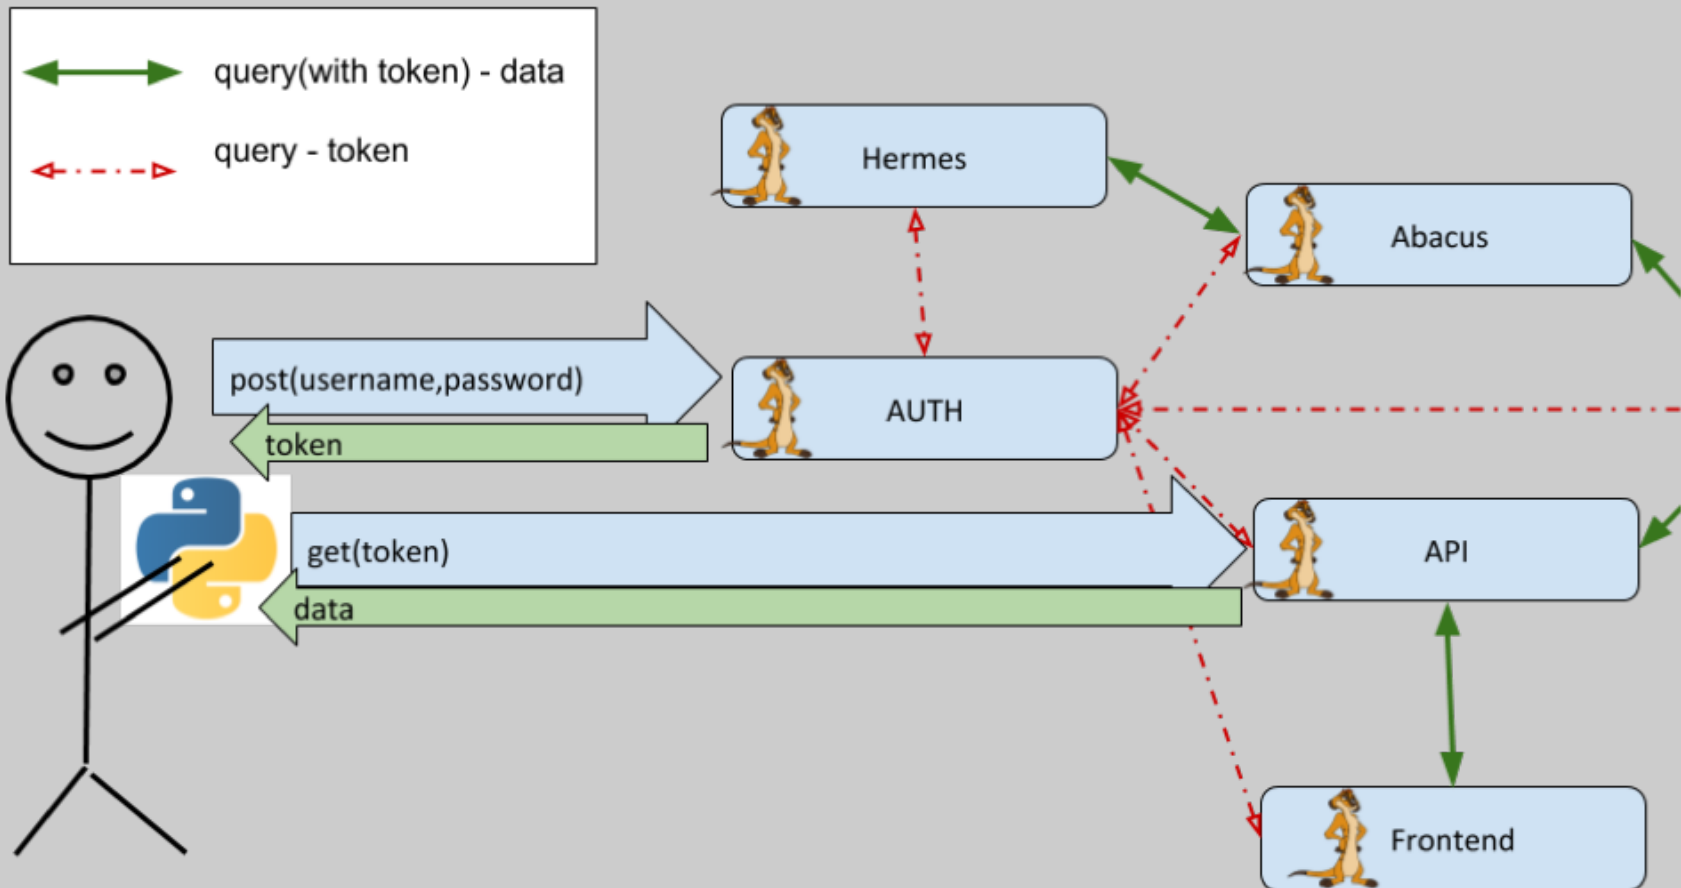 query(with token) - data
query - token
Hermes
Abacus
post(username,password)
AUTH
token
get(token)
API
data
Frontend